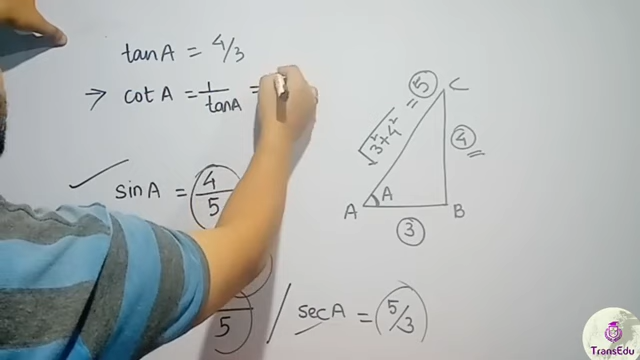 tanA = 4/3
→ cotA = 1/tanA =
✓ sinA = 4/5
5 / secA = 5/3
C
5
= √3²+4²
4
A
A
B
3
TransEdu